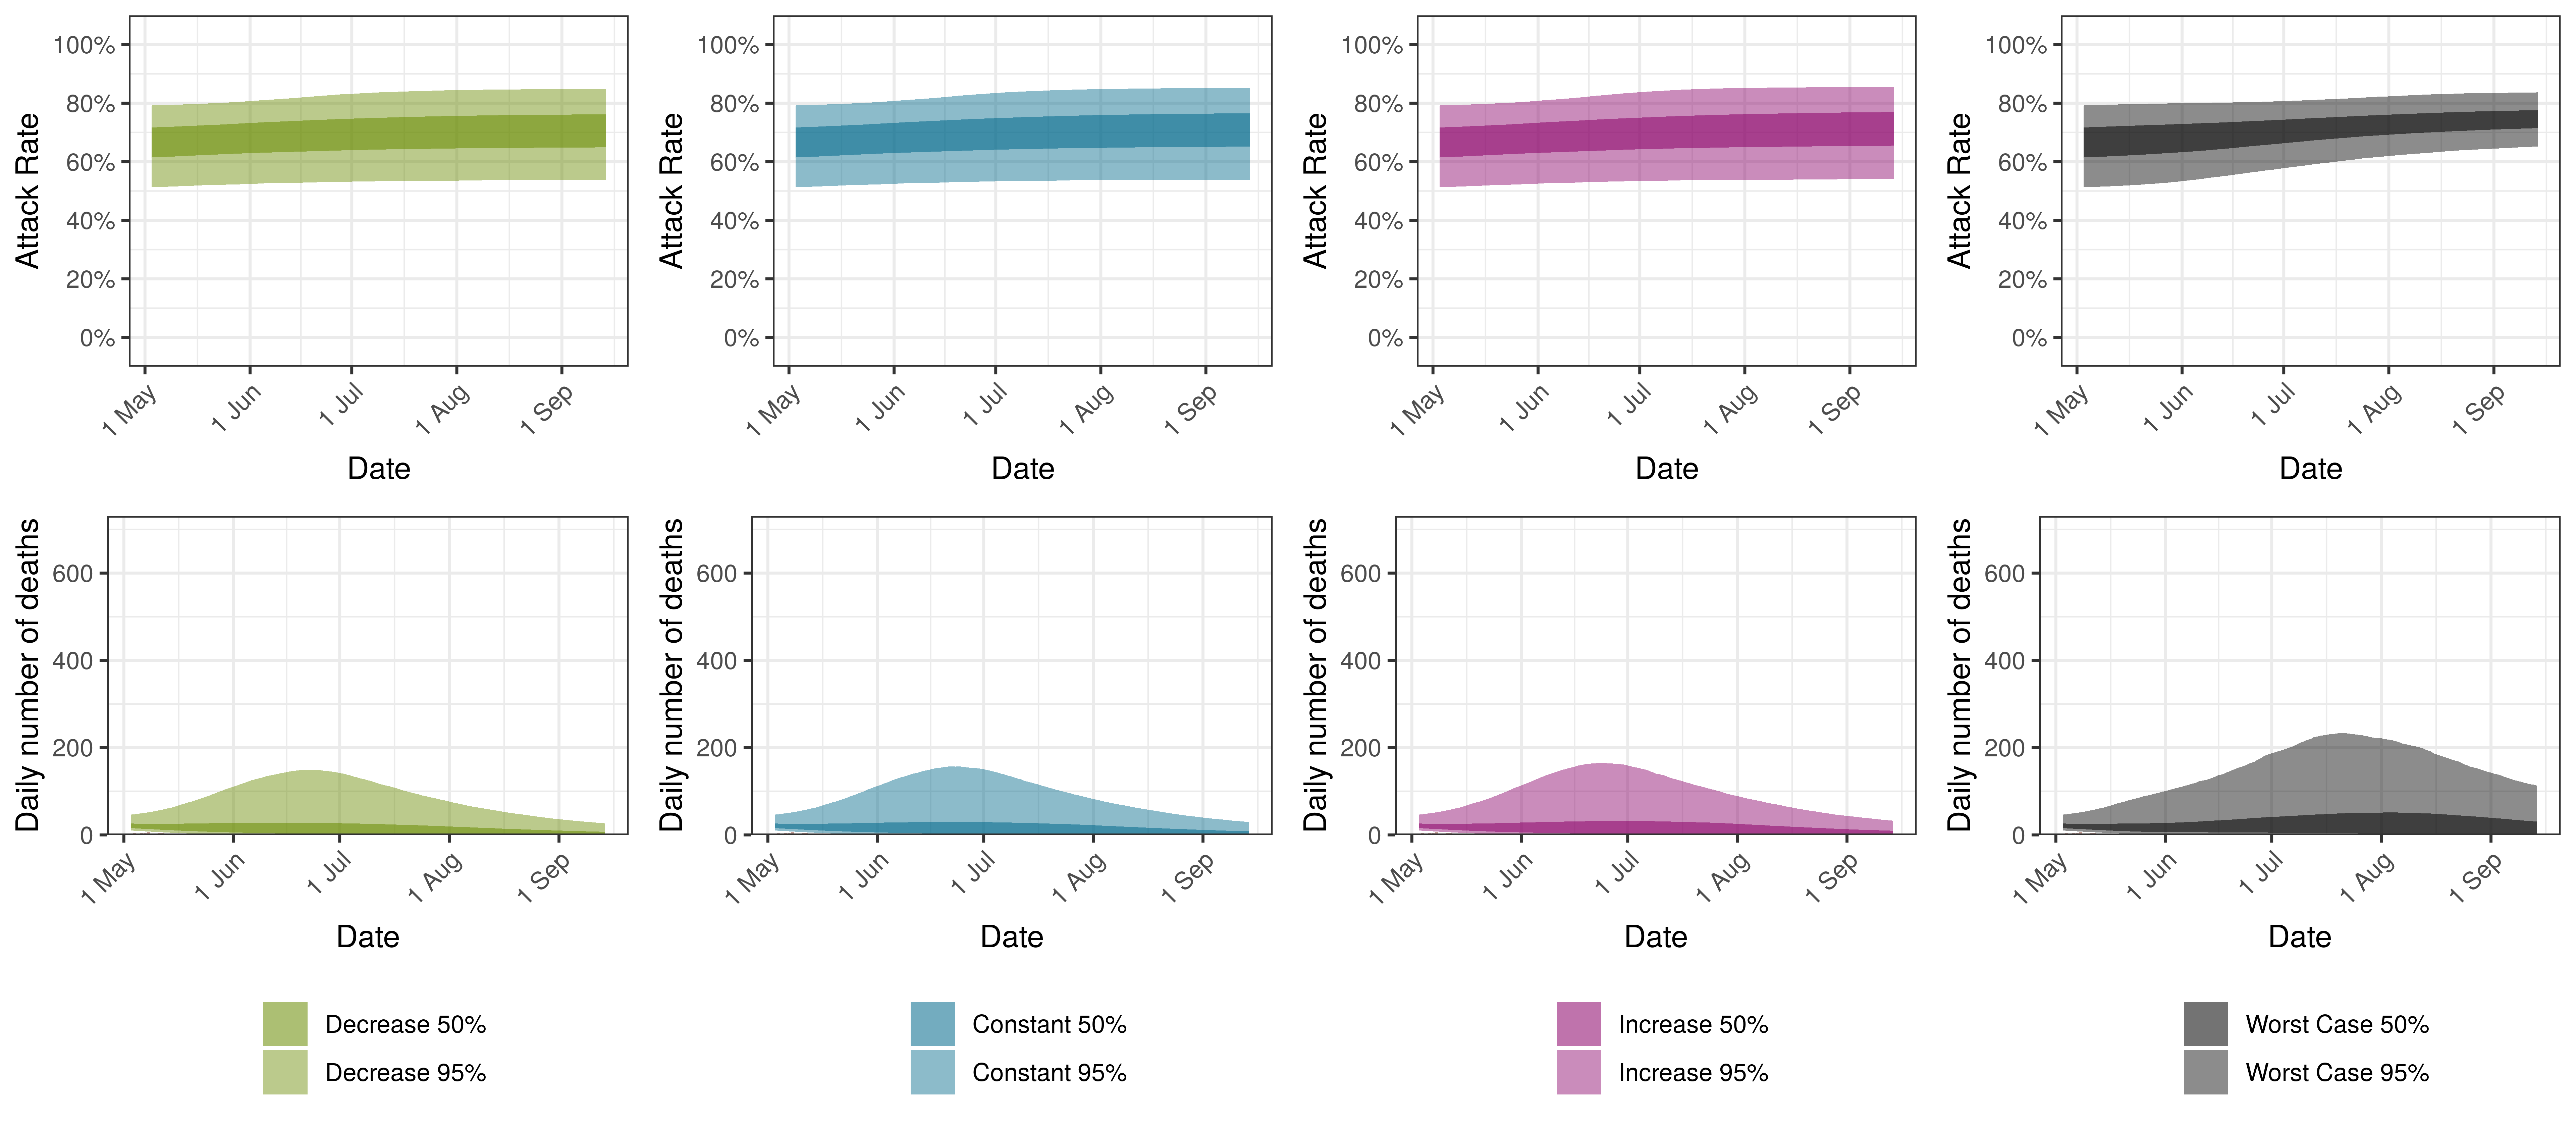 Attack Rate
100%
80%
60%
40%
20%
0%
1 May
1 Jun
1 Jul
1 Aug
1 Sep
Date
Attack Rate
100%
80%
60%
40%
20%
0%
1 May
1 Jun
1 Jul
1 Aug
1 Sep
Date
Attack Rate
100%
80%
60%
40%
20%
0%
1 May
1 Jun
1 Jul
1 Aug
1 Sep
Date
Attack Rate
100%
80%
60%
40%
20%
0%
1 May
1 Jun
1 Jul
1 Aug
1 Sep
Date
Daily number of deaths
600
400
200
0
1 May
1 Jun
1 Jul
1 Aug
1 Sep
Date
Daily number of deaths
600
400
200
0
1 May
1 Jun
1 Jul
1 Aug
1 Sep
Date
Daily number of deaths
600
400
200
0
1 May
1 Jun
1 Jul
1 Aug
1 Sep
Date
Daily number of deaths
600
400
200
0
1 May
1 Jun
1 Jul
1 Aug
1 Sep
Date
Decrease 50%
Decrease 95%
Constant 50%
Constant 95%
Increase 50%
Increase 95%
Worst Case 50%
Worst Case 95%